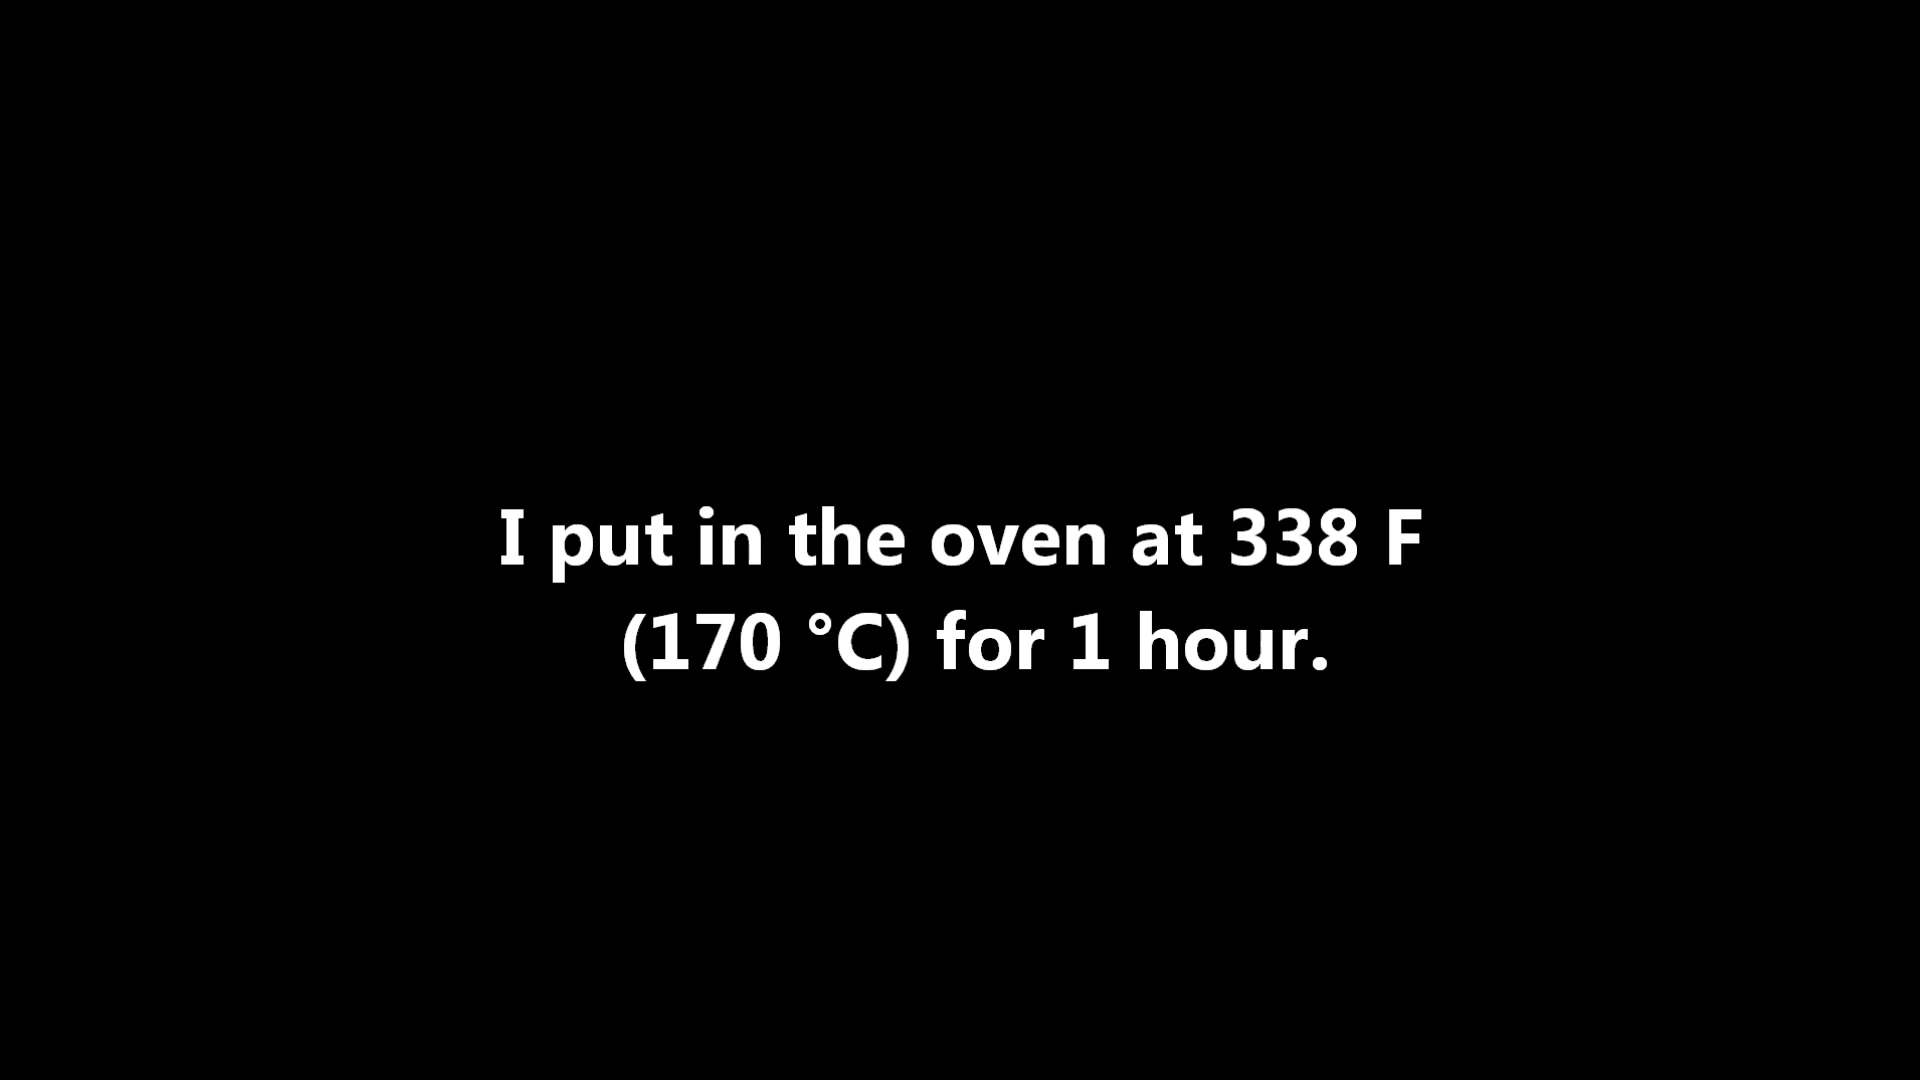 I put in the oven at 338 F
(170 °C) for 1 hour.